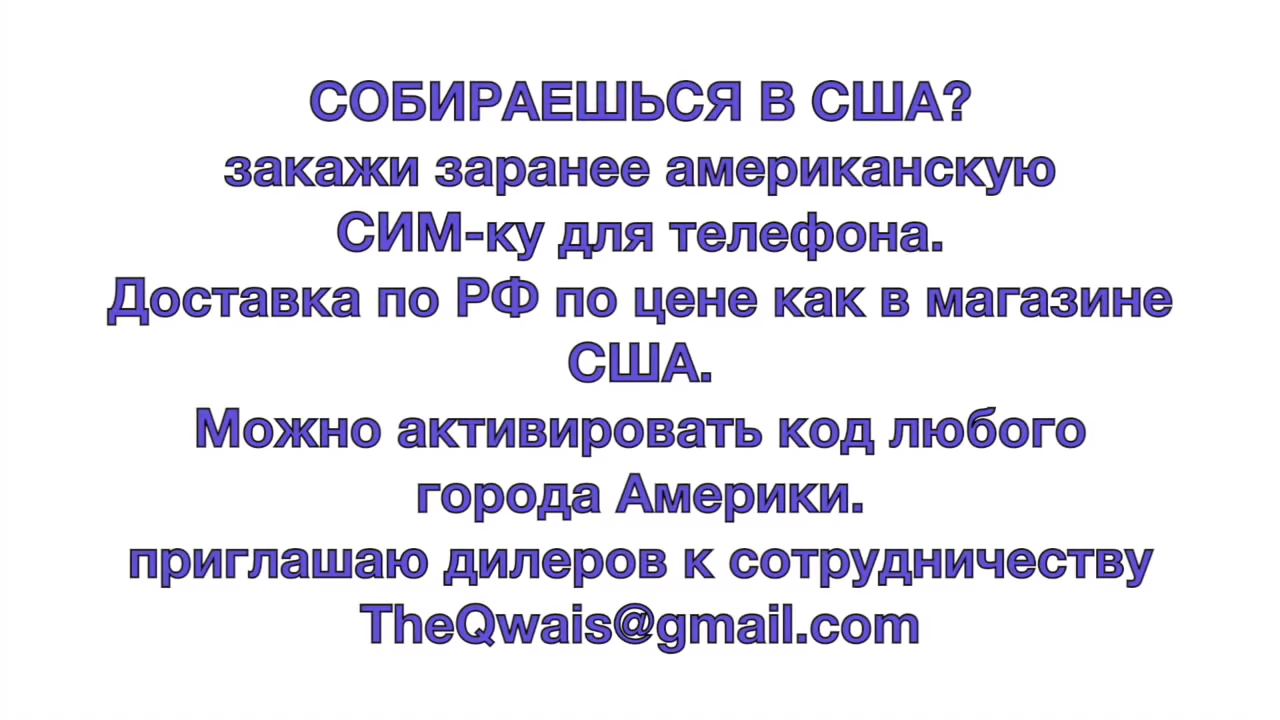 СОБИРАЕШЬСЯ В США?
закажи заранее американскую
СИМ-ку для телефона.
Доставка по РФ по цене как в магазине
США.
Можно активировать код любого
города Америки.
приглашаю дилеров к сотрудничеству
TheQwais@gmail.com